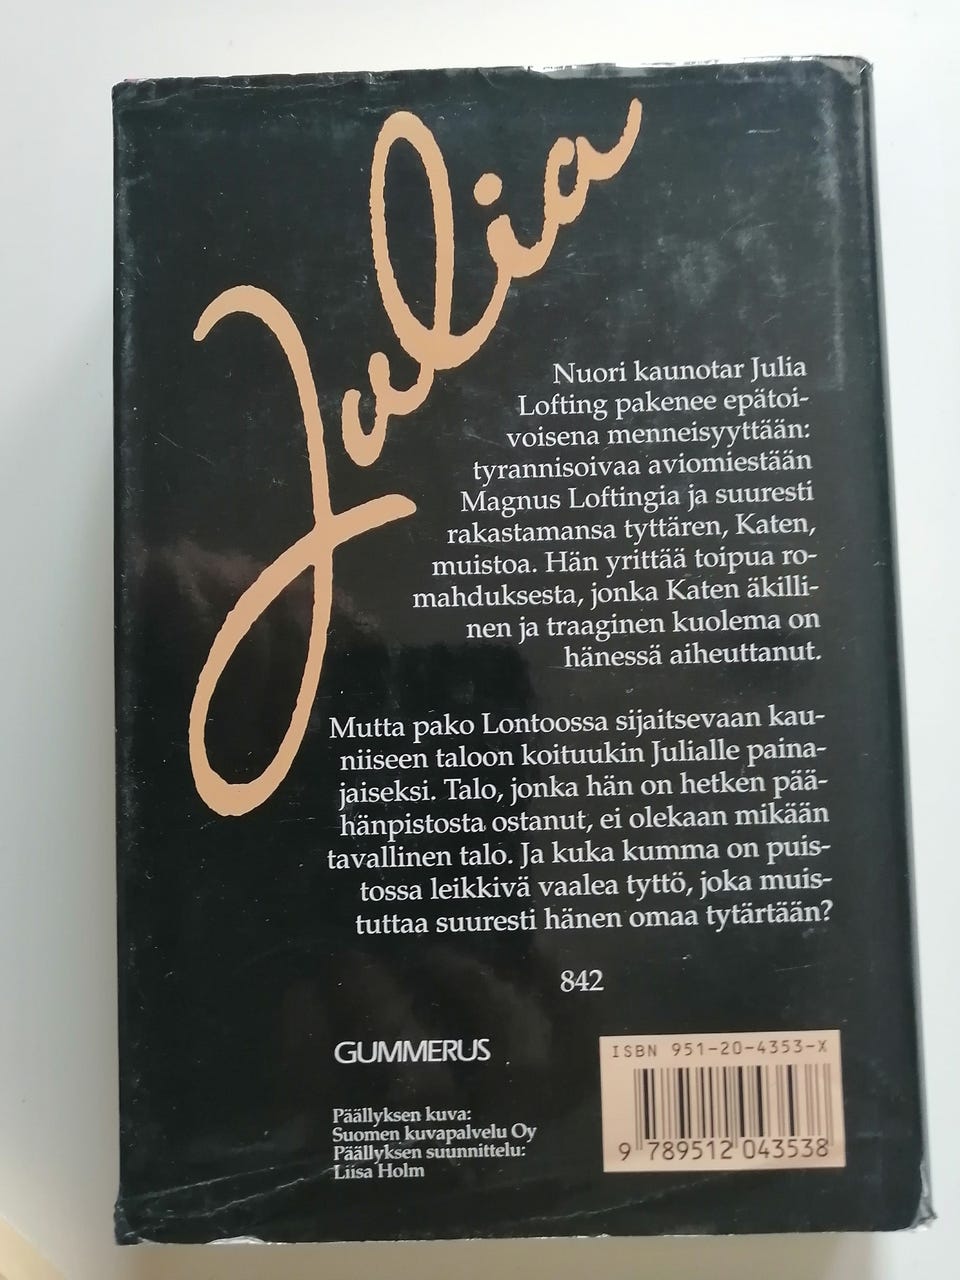 Julia
Nuori kaunotar Julia
Lofting pakenee epätoi-
voisena menneisyyttään:
tyrannisoivaa aviomiestään
Magnus Loftingia ja suuresti
rakastamansa tyttären, Katen,
muistoa. Hän yrittää toipua ro-
mahduksesta, jonka Katen äkilli-
nen ja traaginen kuolema on
hänessä aiheuttanut.
Mutta pako Lontoossa sijaitsevaan kau-
niiseen taloon koituukin Julialle paina-
jaiseksi. Talo, jonka hän on hetken pää-
hänpistosta ostanut, ei olekaan mikään
tavallinen talo. Ja kuka kumma on puis-
tossa leikkivä vaalea tyttö, joka muis-
tuttaa suuresti hänen omaa tytärtään?
842
GUMMERUS
Päällyksen kuva:
Suomen kuvapalvelu Oy
Päällyksen suunnittelu:
Liisa Holm
ISBN 951-20-4353-X
9 789512 043538